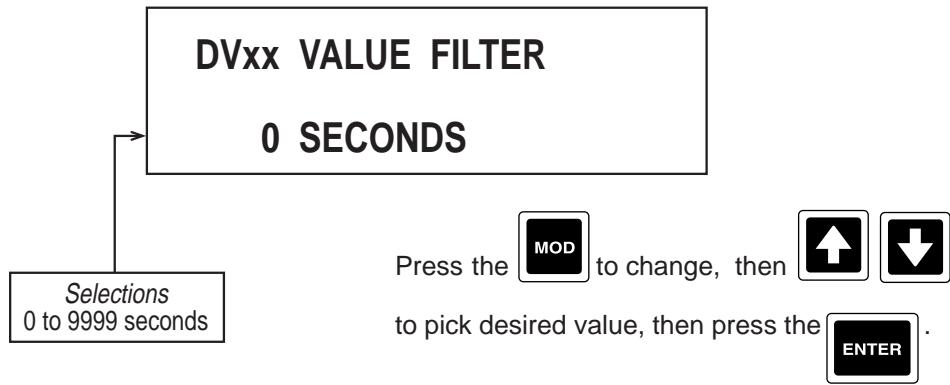 DVxx VALUE FILTER
0 SECONDS
Selections
0 to 9999 seconds
Press the MOD to change, then
to pick desired value, then press the ENTER .